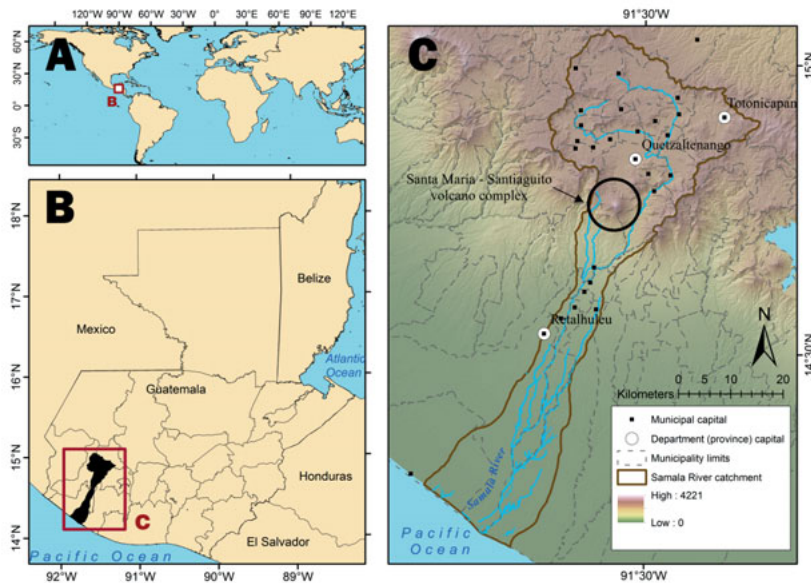 120°W 90°W 60°W 30°W 0° 30°E 60°E 90°E 120°E
60°N
30°N
0°
30°S
A
B
18°N
17°N
16°N
15°N
14°N
B
Belize
Mexico
Atlantic
Ocean
Guatemala
Honduras
C
El Salvador
Pacific Ocean
92°W 91°W 90°W 89°W
91°30'W
C
15°N
Totonicapan
Quetzaltenango
Santa Maria - Santiaguito
volcano complex
Retalhuleu
N
14°30'N
Kilometers
0 5 10 20
Samala River
Pacific
Ocean
Municipal capital
Department (province) capital
Municipality limits
Samala River catchment
High : 4221
Low : 0
91°30'W